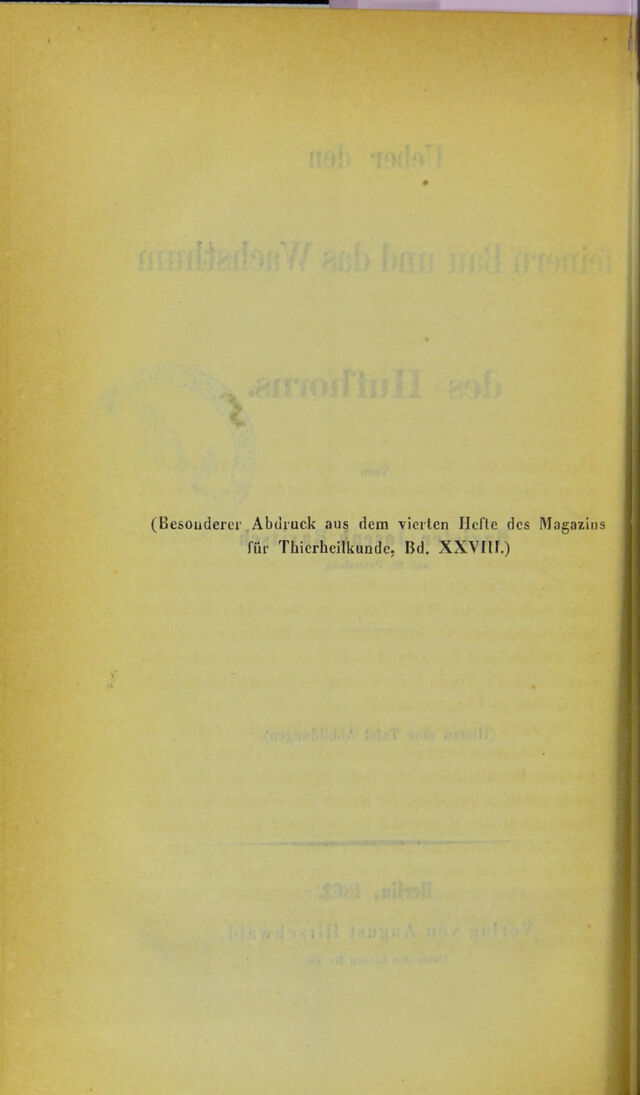 (Besonderer Abdruck aus dem vierten Hefte des Magazins
für Thierheilkunde, Bd. XXVIII.)